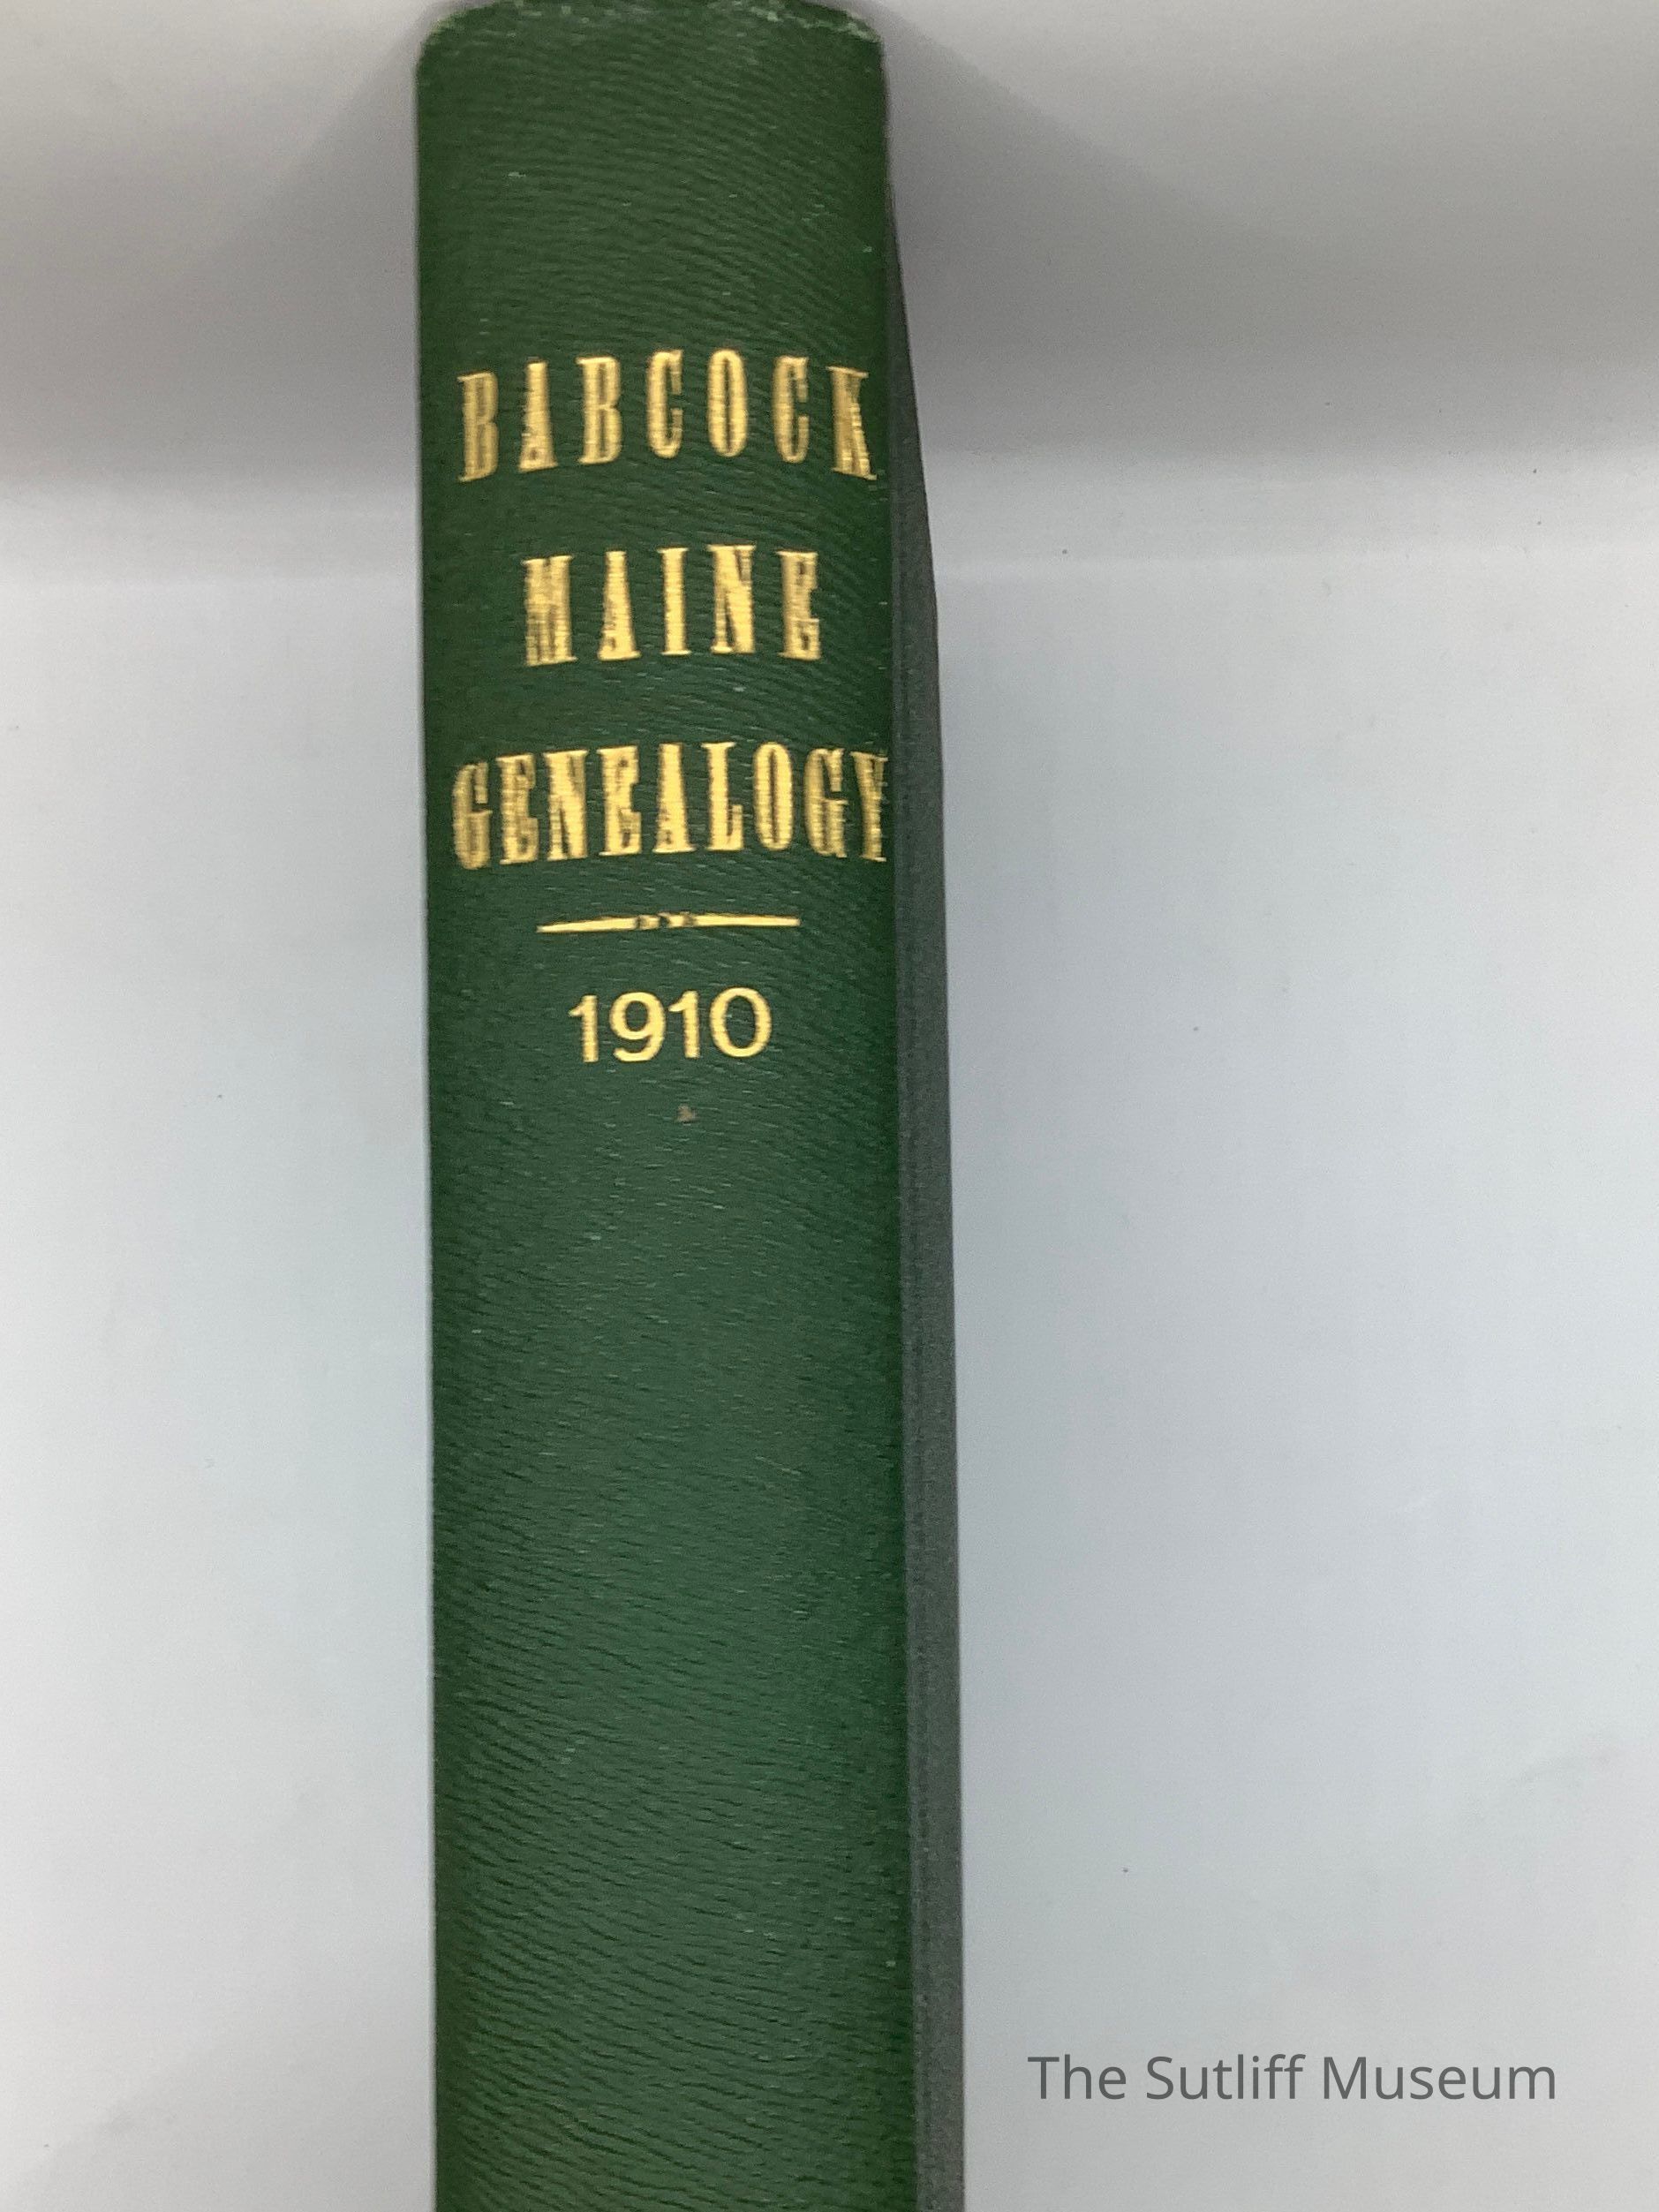 BABCOCK
MAINE
GENEALOGY
1910
The Sutliff Museum